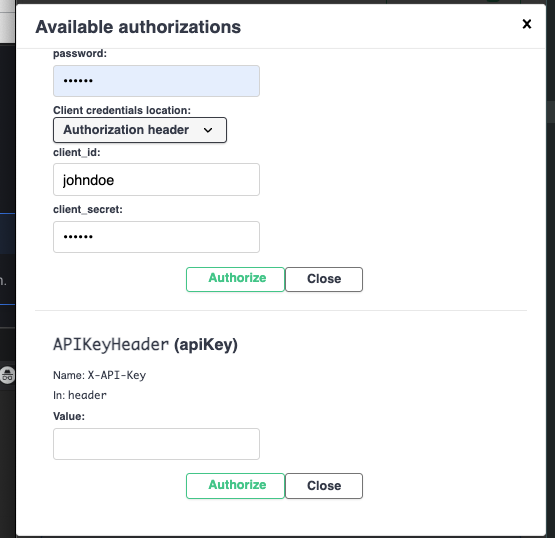 Available authorizations
password:
••••••
Client credentials location:
Authorization header
client_id:
johndoe
client_secret:
••••••
Authorize
Close
APIKeyHeader (apiKey)
Name: X-API-Key
In: header
Value:
Authorize
Close
n.